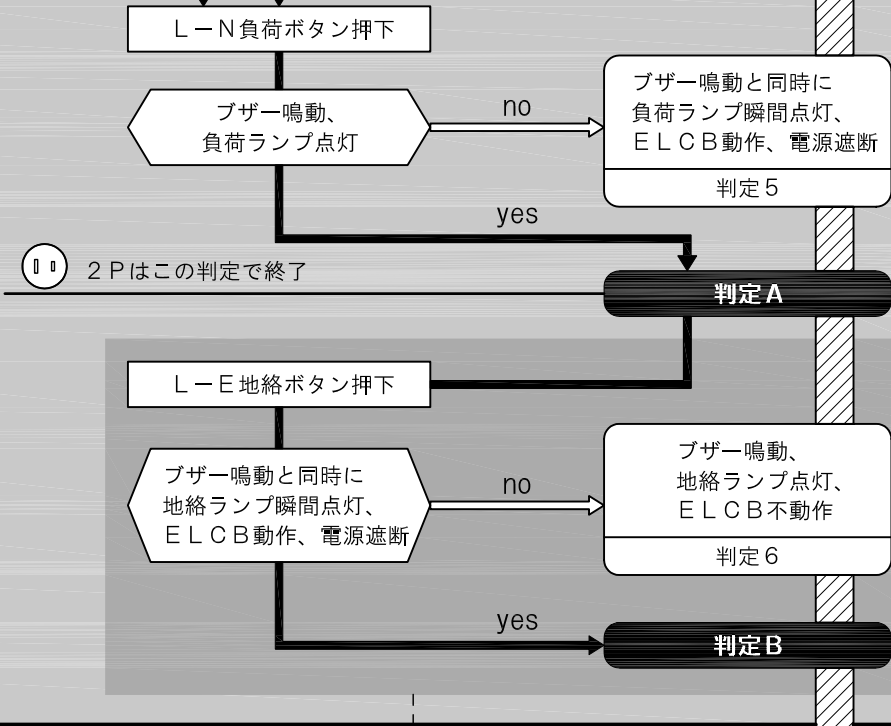 L－N負荷ボタン押下
ブザー鳴動、
負荷ランプ点灯
no
ブザー鳴動と同時に
負荷ランプ瞬間点灯、
ELCB動作、電源遮断
判定5
yes
2Pはこの判定で終了
判定A
L－E地絡ボタン押下
ブザー鳴動と同時に
地絡ランプ瞬間点灯、
ELCB動作、電源遮断
no
ブザー鳴動、
地絡ランプ点灯、
ELCB不動作
判定6
yes
判定B